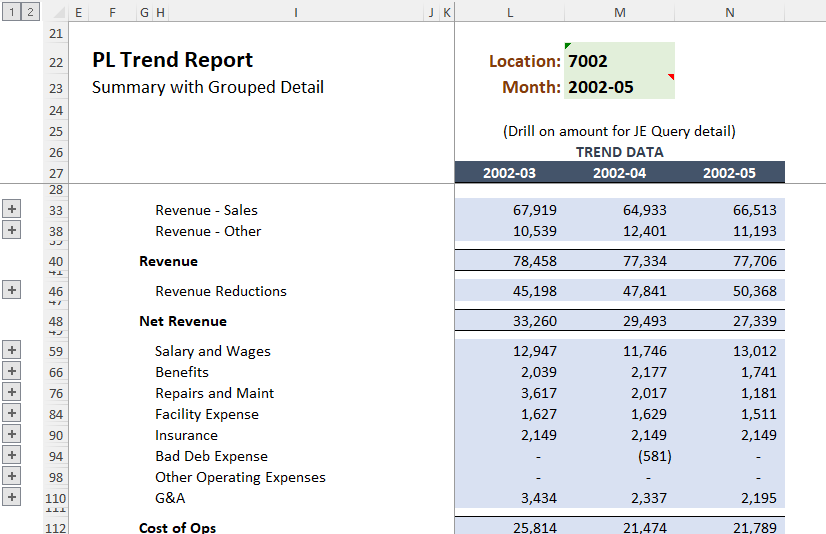 1 2 E F G H I J K L M N
21
22 PL Trend Report Location: 7002
23 Summary with Grouped Detail Month: 2002-05
24
25 (Drill on amount for JE Query detail)
26 TREND DATA
27 2002-03 2002-04 2002-05
28
33 Revenue - Sales 67,919 64,933 66,513
38 Revenue - Other 10,539 12,401 11,193
39
40 Revenue 78,458 77,334 77,706
41
46 Revenue Reductions 45,198 47,841 50,368
47
48 Net Revenue 33,260 29,493 27,339
49
59 Salary and Wages 12,947 11,746 13,012
66 Benefits 2,039 2,177 1,741
76 Repairs and Maint 3,617 2,017 1,181
84 Facility Expense 1,627 1,629 1,511
90 Insurance 2,149 2,149 2,149
94 Bad Deb Expense - (581) -
98 Other Operating Expenses - - -
110 G&A 3,434 2,337 2,195
111
112 Cost of Ops 25,814 21,474 21,789